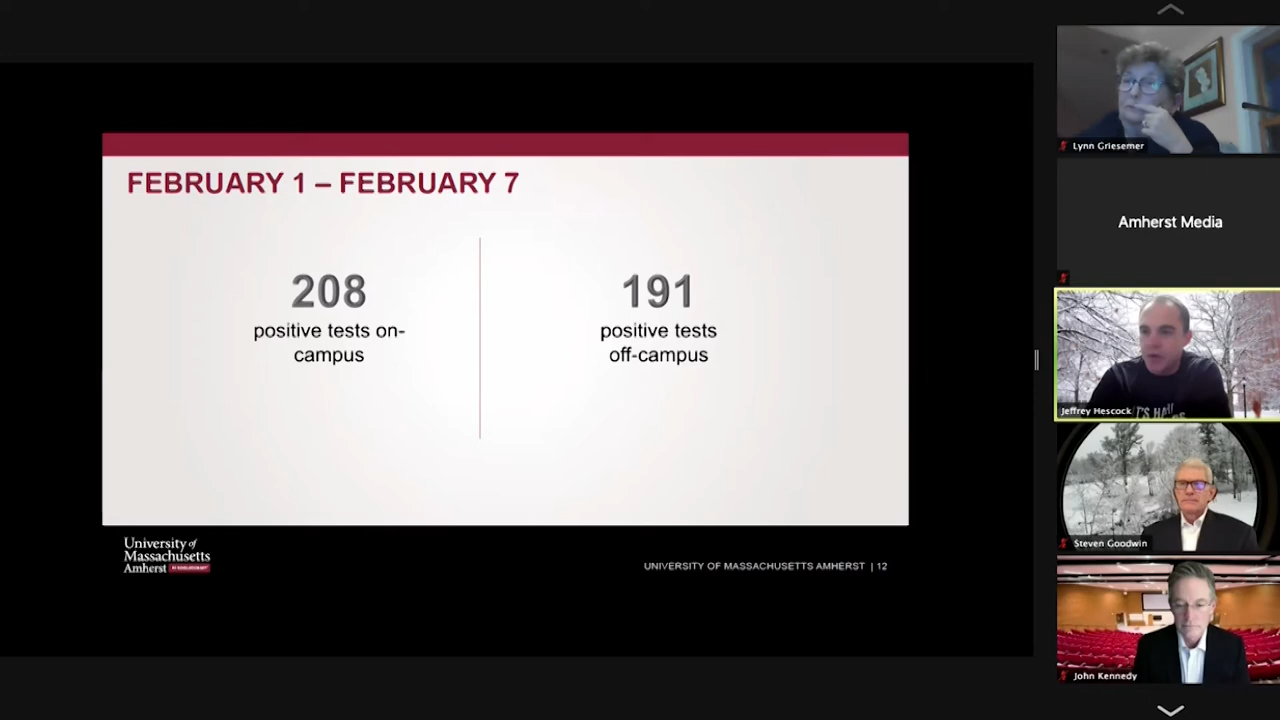 FEBRUARY 1 – FEBRUARY 7
208
positive tests on-
campus
191
positive tests
off-campus
University of
Massachusetts
Amherst
UNIVERSITY OF MASSACHUSETTS AMHERST | 12
Lynn Griesemer
Amherst Media
Jeffrey Hescock
Steven Goodwin
John Kennedy